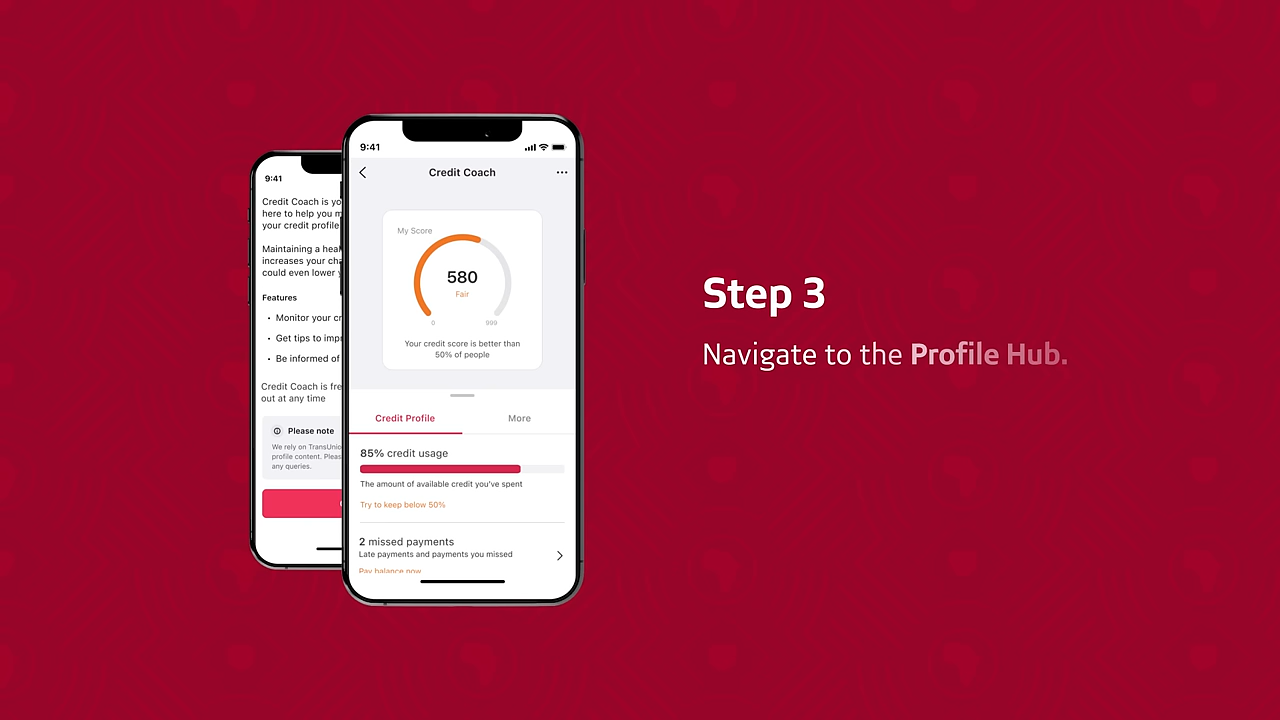 9:41
Credit Coach is yo
here to help you m
your credit profile
Maintaining a heal
increases your cha
could even lower y
Features
• Monitor your cr
• Get tips to impr
• Be informed of
Credit Coach is fre
out at any time
Please note
We rely on TransUnio
profile content. Pleas
any queries.
9:41
Credit Coach
My Score
580
Fair
0 999
Your credit score is better than
50% of people
Credit Profile More
85% credit usage
The amount of available credit you've spent
Try to keep below 50%
2 missed payments
Late payments and payments you missed
Pay balance now
Step 3
Navigate to the Profile Hub.